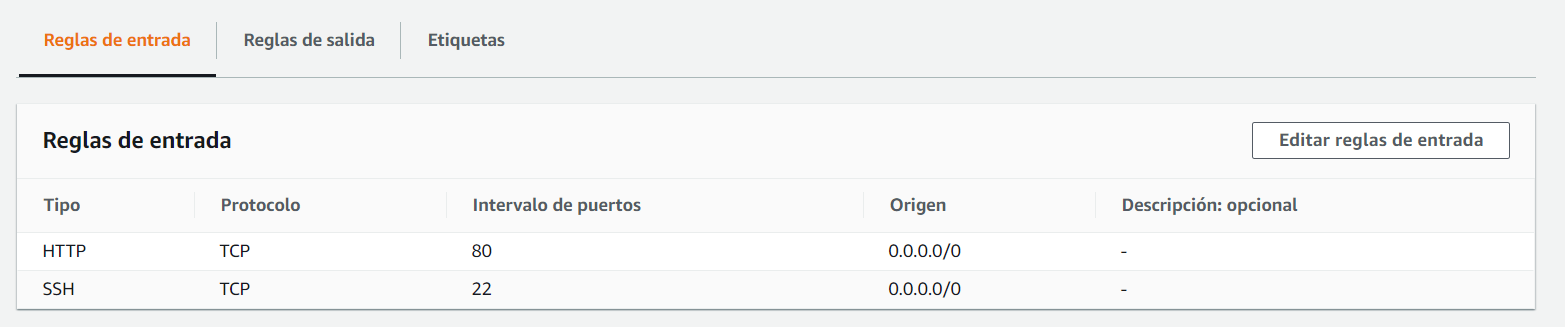 Reglas de entrada Reglas de salida Etiquetas
Reglas de entrada Editar reglas de entrada
Tipo Protocolo Intervalo de puertos Origen Descripción: opcional
HTTP TCP 80 0.0.0.0/0 -
SSH TCP 22 0.0.0.0/0 -